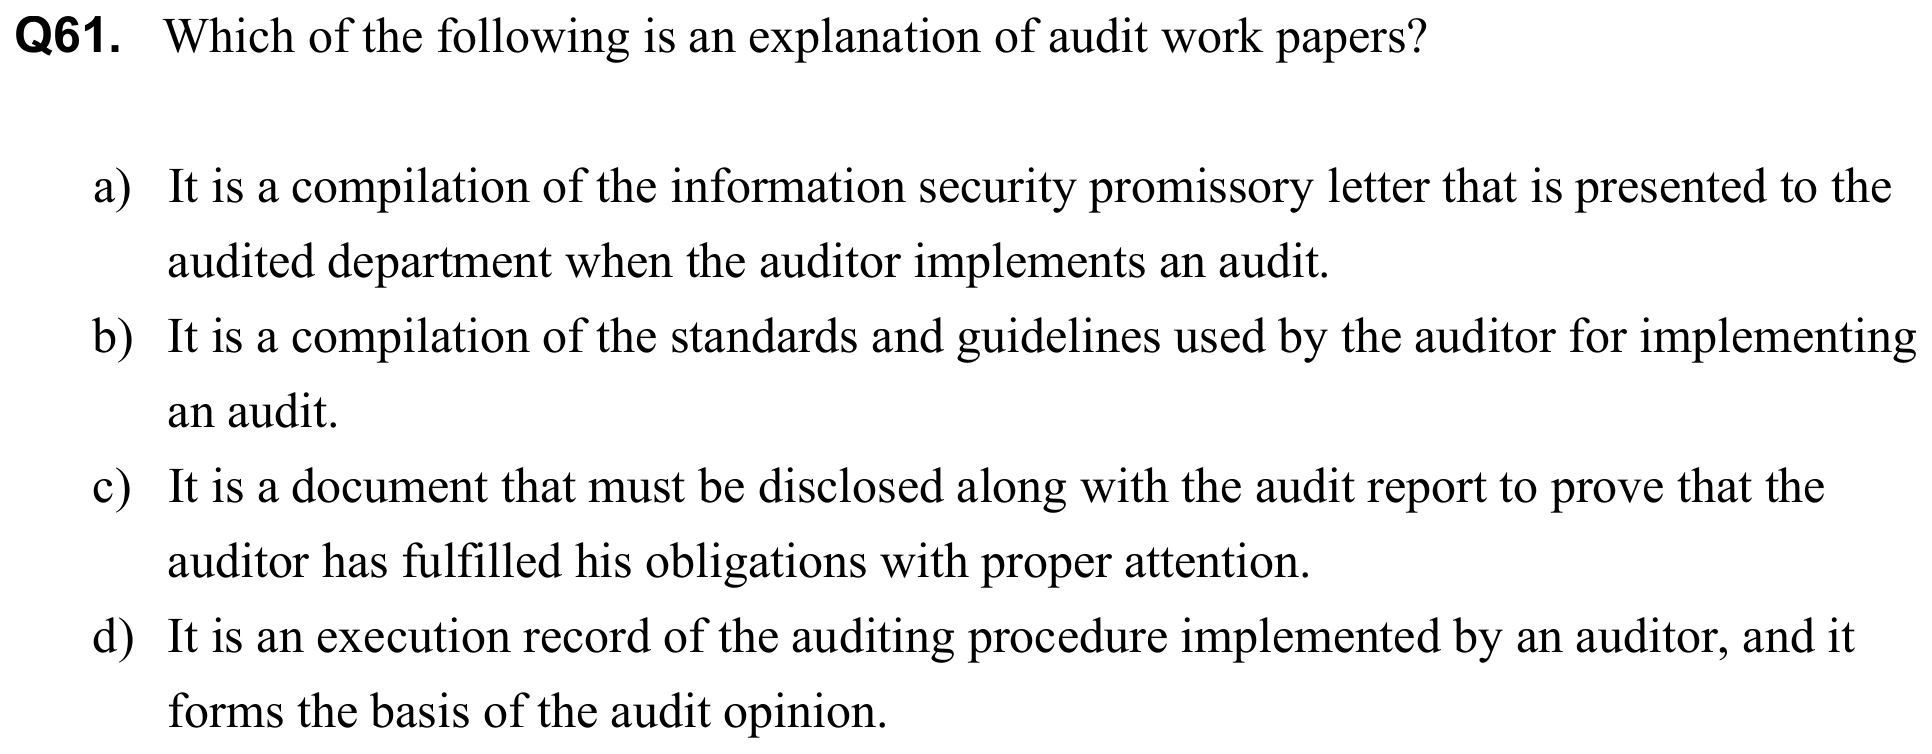 Q61. Which of the following is an explanation of audit work papers?
a) It is a compilation of the information security promissory letter that is presented to the
audited department when the auditor implements an audit.
b) It is a compilation of the standards and guidelines used by the auditor for implementing
an audit.
c) It is a document that must be disclosed along with the audit report to prove that the
auditor has fulfilled his obligations with proper attention.
d) It is an execution record of the auditing procedure implemented by an auditor, and it
forms the basis of the audit opinion.